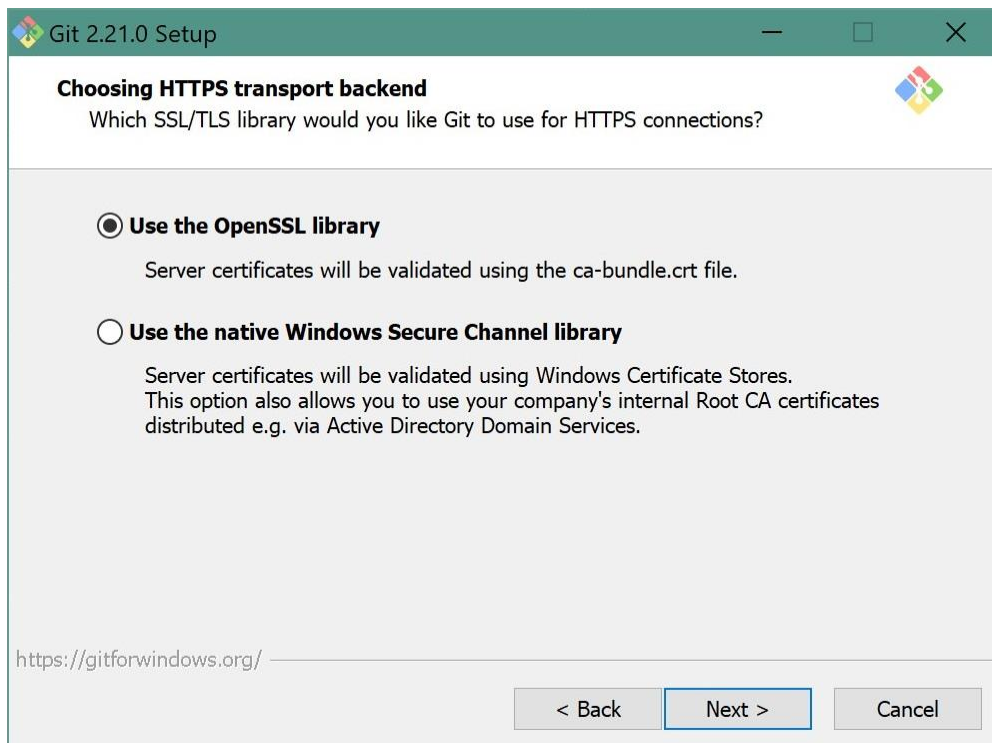 Git 2.21.0 Setup
Choosing HTTPS transport backend
Which SSL/TLS library would you like Git to use for HTTPS connections?
Use the OpenSSL library
Server certificates will be validated using the ca-bundle.crt file.
Use the native Windows Secure Channel library
Server certificates will be validated using Windows Certificate Stores.
This option also allows you to use your company's internal Root CA certificates
distributed e.g. via Active Directory Domain Services.
https://gitforwindows.org/
< Back
Next >
Cancel